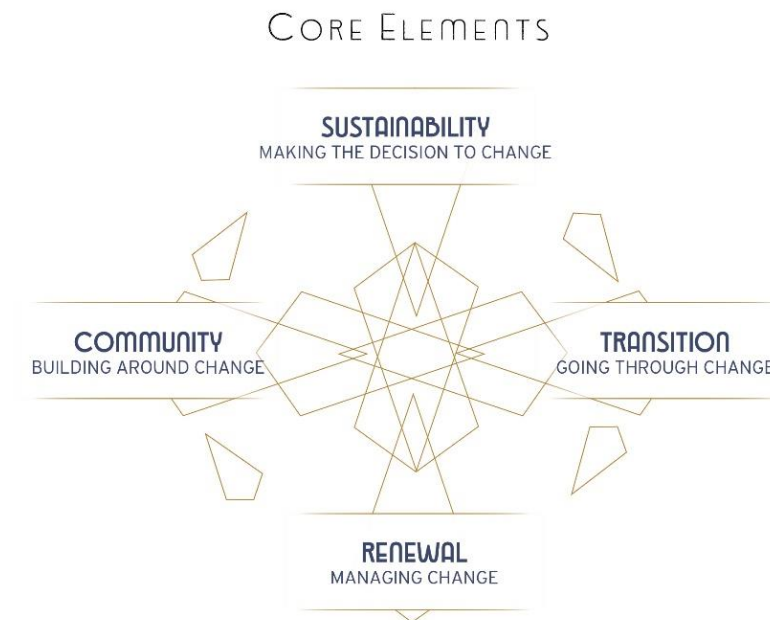 CORE ELEMENTS
SUSTAINABILITY
MAKING THE DECISION TO CHANGE
COMMUNITY
BUILDING AROUND CHANGE
TRANSITION
GOING THROUGH CHANGE
RENEWAL
MANAGING CHANGE